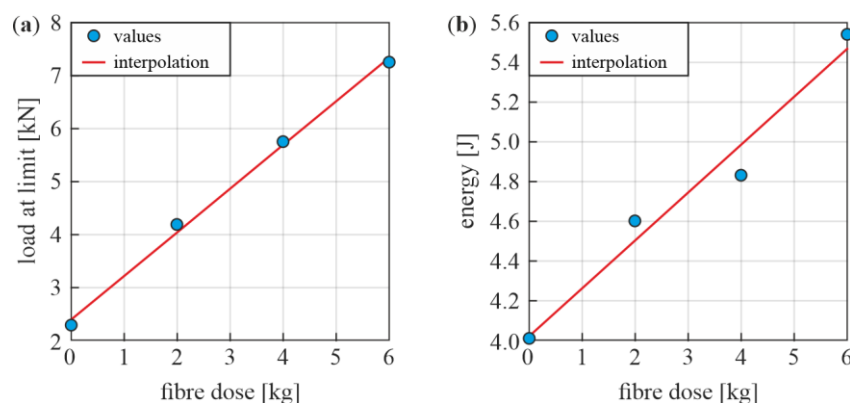 (a)
values
interpolation
8
7
6
5
4
3
2
load at limit [kN]
0 1 2 3 4 5 6
fibre dose [kg]
(b)
values
interpolation
5.6
5.4
5.2
5.0
4.8
4.6
4.4
4.2
4.0
energy [J]
0 1 2 3 4 5 6
fibre dose [kg]